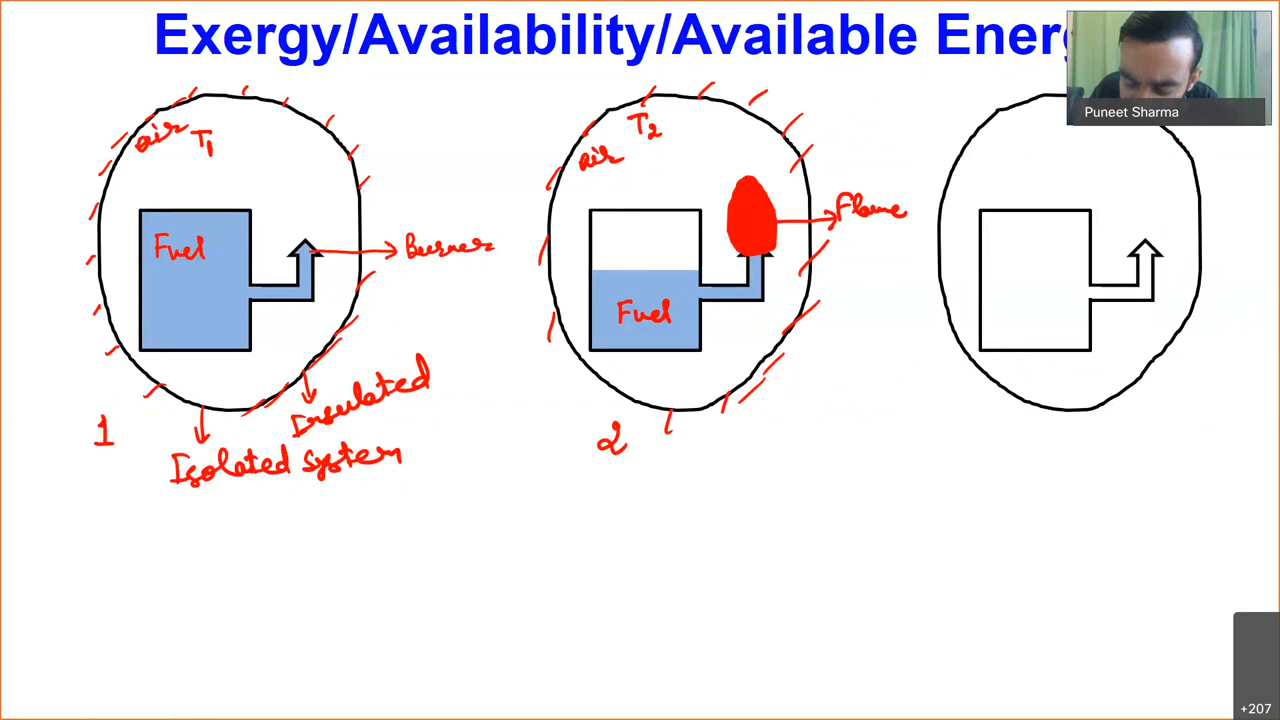 Exergy/Availability/Available Energ
Puneet Sharma
air T1
Fuel
Burner
Insulated
Isolated System
1
air T2
Flame
Fuel
2
+207